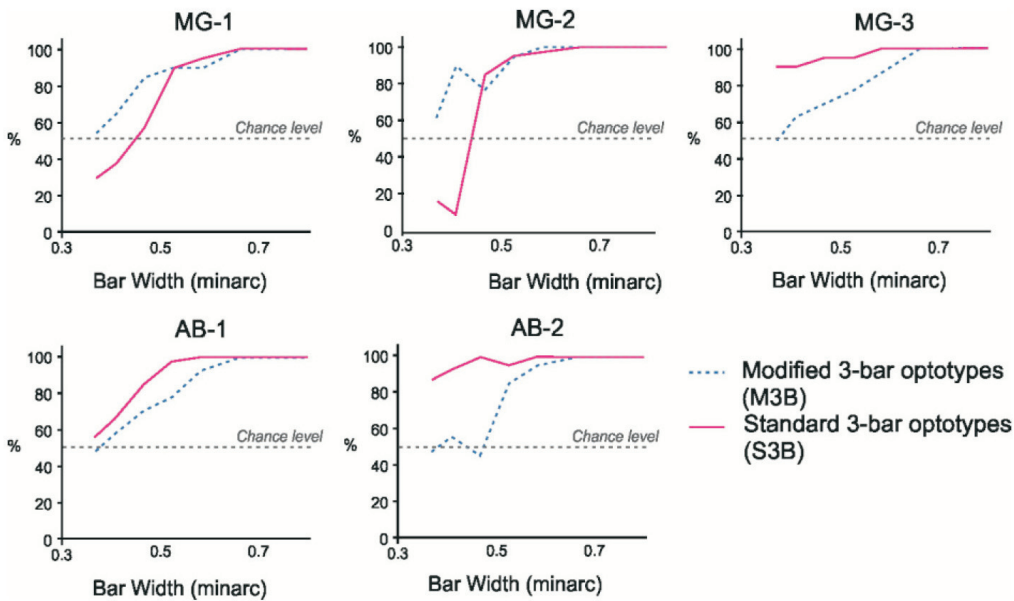 MG-1
100
80
60
%
40
20
0
0.3
0.5
0.7
Chance level
Bar Width (minarc)
MG-2
100
80
60
%
40
20
0
0.3
0.5
0.7
Chance level
Bar Width (minarc)
MG-3
100
80
60
%
40
20
0
0.3
0.5
0.7
Chance level
Bar Width (minarc)
AB-1
100
80
60
%
40
20
0
0.3
0.5
0.7
Chance level
Bar Width (minarc)
AB-2
100
80
60
%
40
20
0
0.3
0.5
0.7
Chance level
Bar Width (minarc)
Modified 3-bar optotypes
(M3B)
Standard 3-bar optotypes
(S3B)